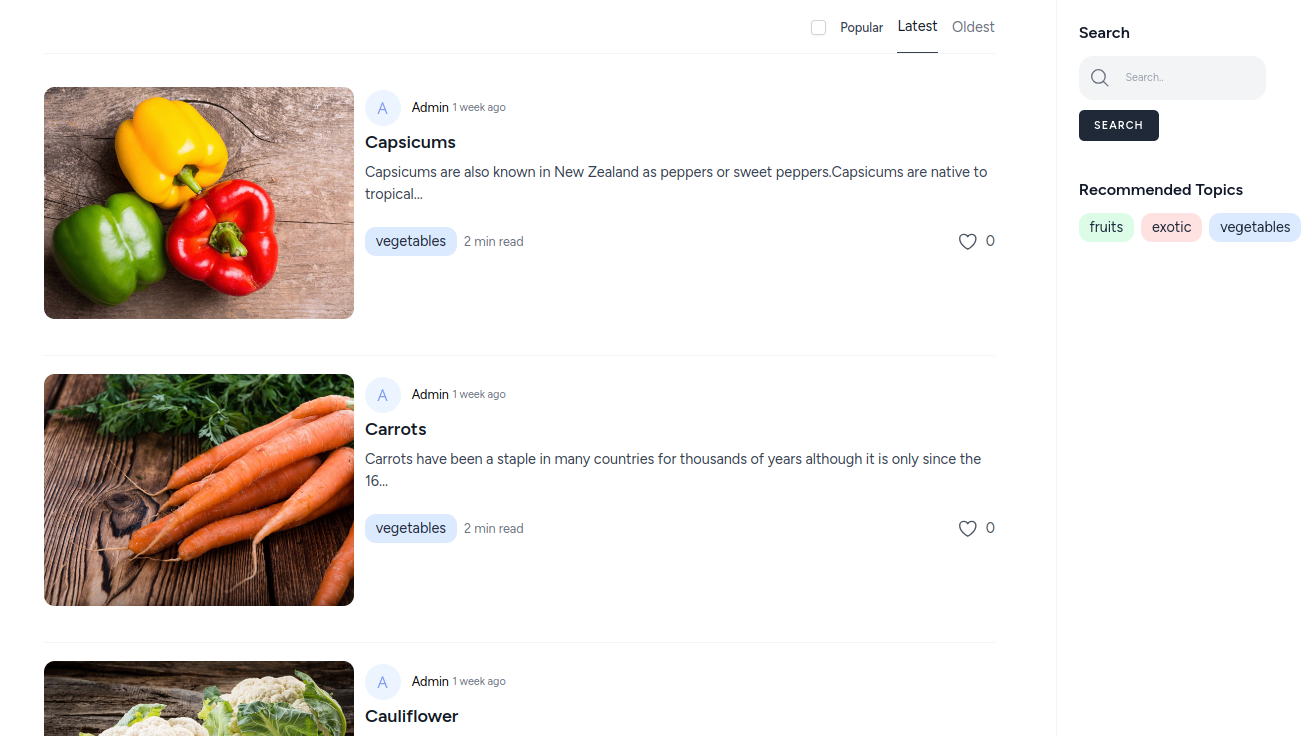 Popular Latest Oldest
A Admin 1 week ago
Capsicums
Capsicums are also known in New Zealand as peppers or sweet peppers.Capsicums are native to
tropical...
vegetables 2 min read 0
A Admin 1 week ago
Carrots
Carrots have been a staple in many countries for thousands of years although it is only since the
16...
vegetables 2 min read 0
A Admin 1 week ago
Cauliflower
Search
Search..
SEARCH
Recommended Topics
fruits exotic vegetables